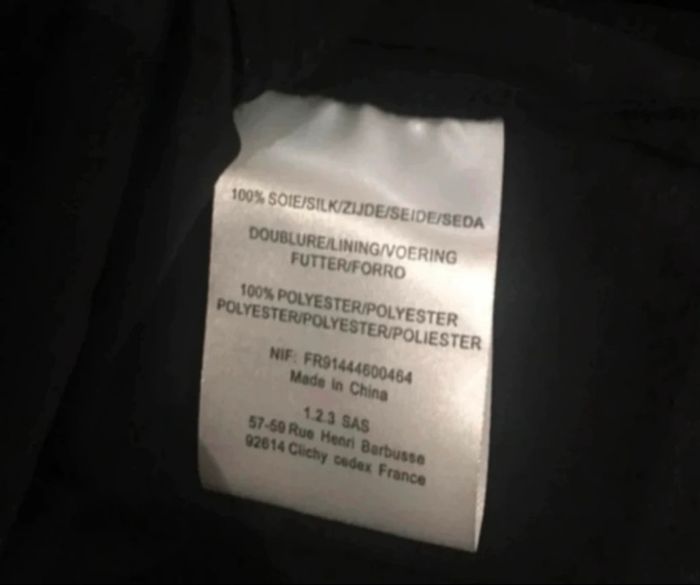 100% SOIE/SILK/ZIJDE/SEIDE/SEDA
DOUBLURE/LINING/VOERING
FUTTER/FORRO
100% POLYESTER/POLYESTER
POLYESTER/POLYESTER/POLIESTER
NIF: FR91444600464
Made in China
1.2.3 SAS
57-59 Rue Henri Barbusse
92614 Clichy cedex France